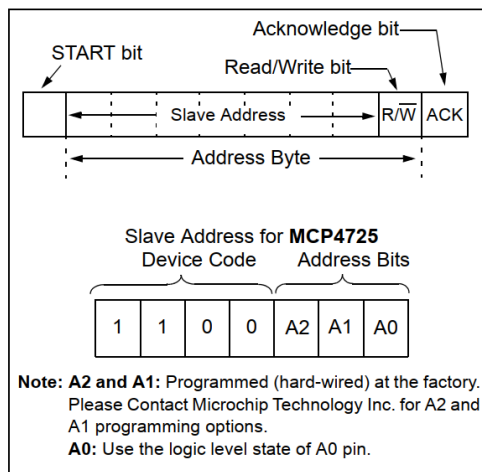 Acknowledge bit
START bit
Read/Write bit
Slave Address R/W ACK
Address Byte
Slave Address for MCP4725
Device Code Address Bits
1 1 0 0 A2 A1 A0
Note: A2 and A1: Programmed (hard-wired) at the factory.
Please Contact Microchip Technology Inc. for A2 and
A1 programming options.
A0: Use the logic level state of A0 pin.